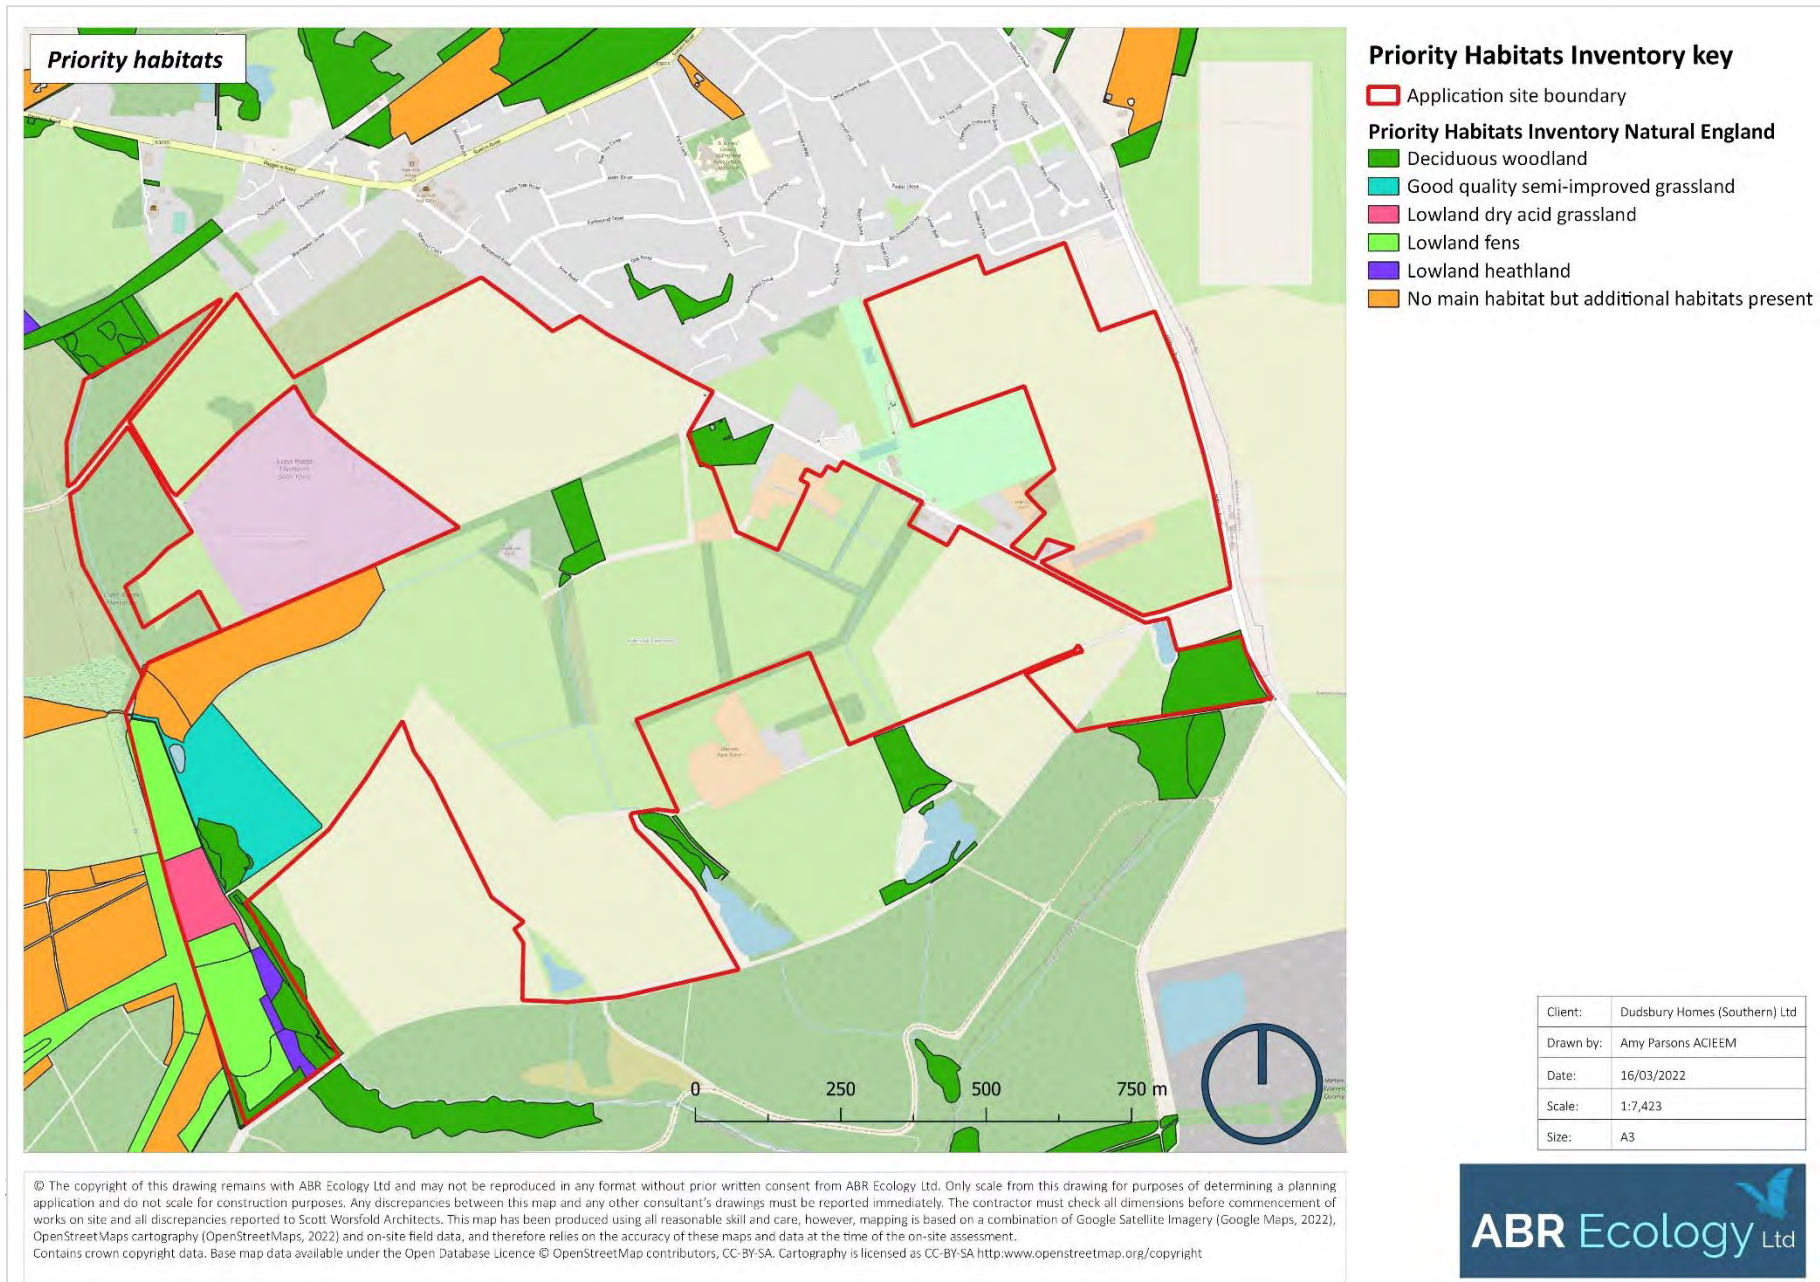 Priority habitats
Priority Habitats Inventory key
Application site boundary
Priority Habitats Inventory Natural England
Deciduous woodland
Good quality semi-improved grassland
Lowland dry acid grassland
Lowland fens
Lowland heathland
No main habitat but additional habitats present
0 250 500 750 m
Client: Dudsbury Homes (Southern) Ltd
Drawn by: Amy Parsons ACIEEM
Date: 16/03/2022
Scale: 1:7,423
Size: A3
© The copyright of this drawing remains with ABR Ecology Ltd and may not be reproduced in any format without prior written consent from ABR Ecology Ltd. Only scale from this drawing for purposes of determining a planning
application and do not scale for construction purposes. Any discrepancies between this map and any other consultant's drawings must be reported immediately. The contractor must check all dimensions before commencement of
works on site and all discrepancies reported to Scott Worsfold Architects. This map has been produced using all reasonable skill and care, however, mapping is based on a combination of Google Satellite Imagery (Google Maps, 2022),
OpenStreetMaps cartography (OpenStreetMaps, 2022) and on-site field data, and therefore relies on the accuracy of these maps and data at the time of the on-site assessment.
Contains crown copyright data. Base map data available under the Open Database Licence © OpenStreetMap contributors, CC-BY-SA. Cartography is licensed as CC-BY-SA http:www.openstreetmap.org/copyright
ABR Ecology Ltd